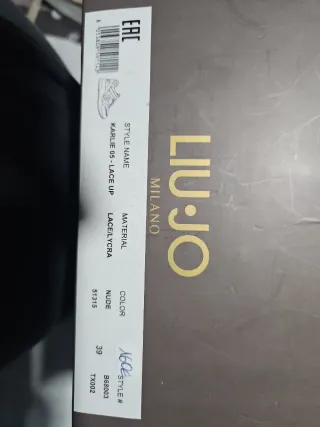 LIU·JO
MILANO
EAC
STYLE NAME MATERIAL COLOR STYLE #
KARLIE 05 - LACE UP LACE/LYCRA NUDE 39 B68003
51315 TX002